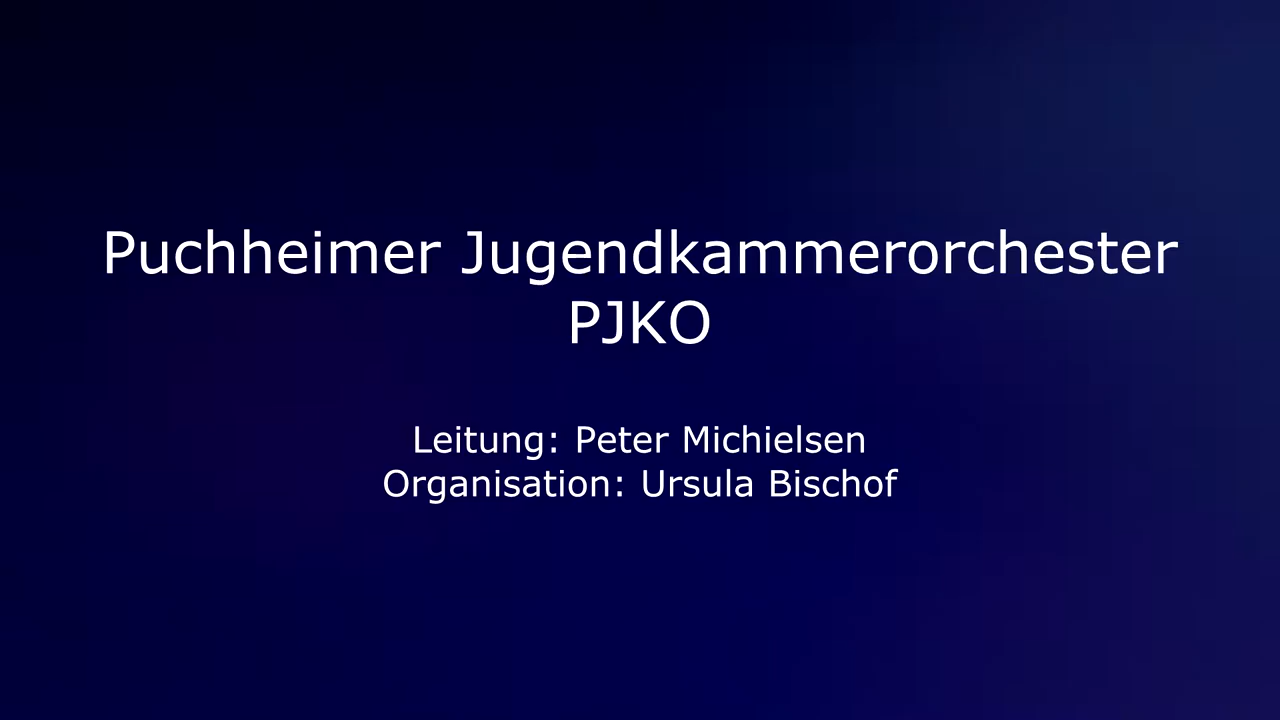 Puchheimer Jugendkammerorchester
PJKO
Leitung: Peter Michielsen
Organisation: Ursula Bischof